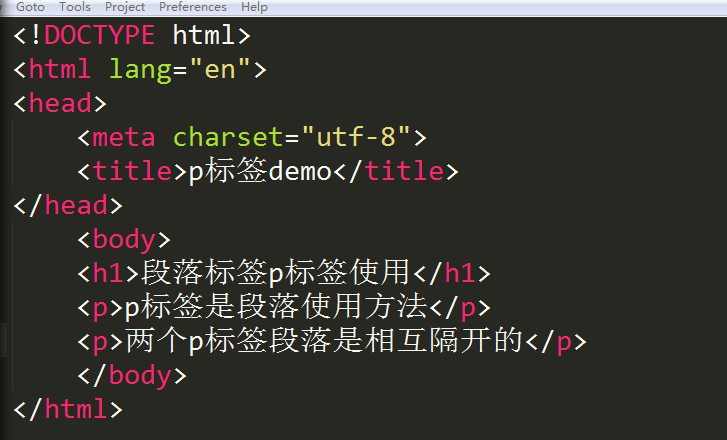 Goto Tools Project Preferences Help
<!DOCTYPE html>
<html lang="en">
<head>
    <meta charset="utf-8">
    <title>p标签demo</title>
</head>
    <body>
    <h1>段落标签p标签使用</h1>
    <p>p标签是段落使用方法</p>
    <p>两个p标签段落是相互隔开的</p>
    </body>
</html>